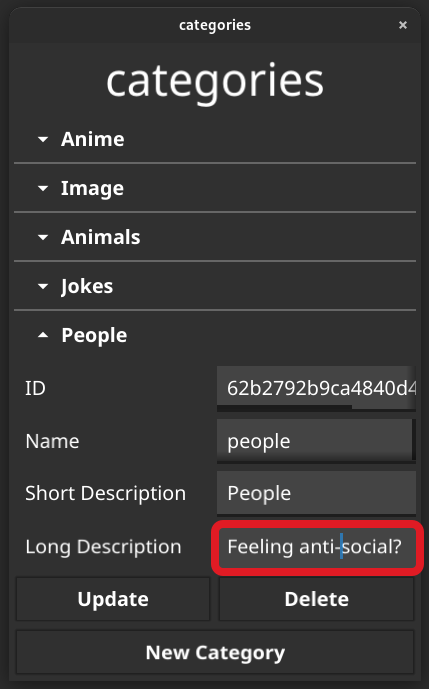 categories
categories
Anime
Image
Animals
Jokes
People
ID 62b2792b9ca4840d4
Name people
Short Description People
Long Description Feeling anti-social?
Update Delete
New Category